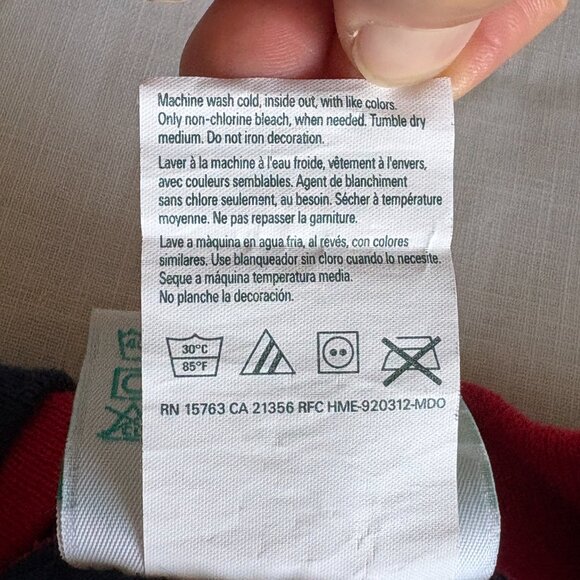 Machine wash cold, inside out, with like colors.
Only non-chlorine bleach, when needed. Tumble dry
medium. Do not iron decoration.
Laver à la machine à l'eau froide, vêtement à l'envers,
avec couleurs semblables. Agent de blanchiment
sans chlore seulement, au besoin. Sécher à température
moyenne. Ne pas repasser la garniture.
Lave a màquina en agua fria, al revés, con colores
similares. Use blanqueador sin cloro cuando lo necesite.
Seque a máquina temperatura media.
No planche la decoración.
30°C
85°F
RN 15763 CA 21356 RFC HME-920312-MDO